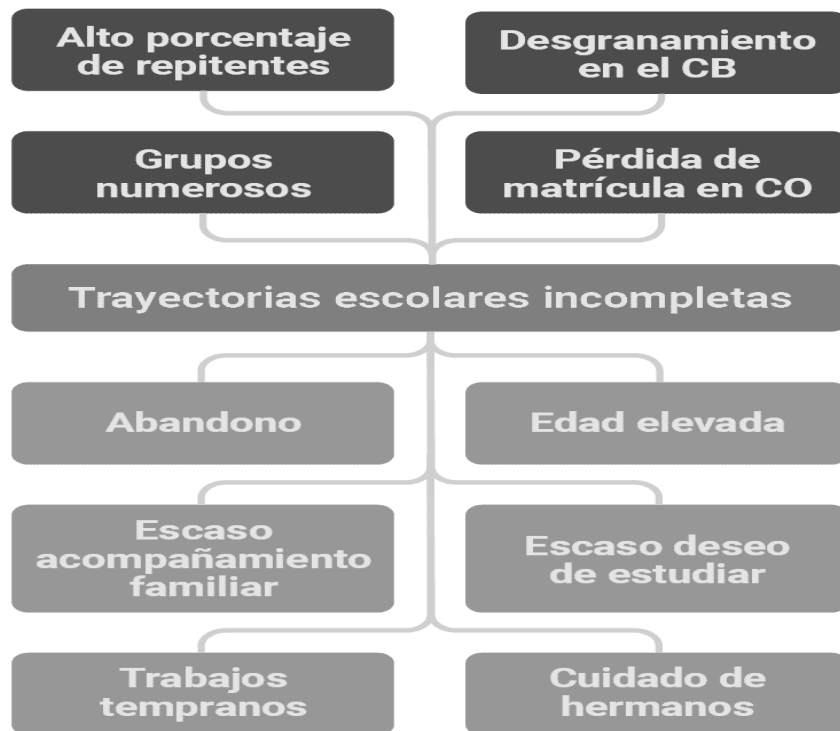 Alto porcentaje
de repitentes
Desgranamiento
en el CB
Grupos
numerosos
Pérdida de
matrícula en CO
Trayectorias escolares incompletas
Abandono
Edad elevada
Escaso
acompañamiento
familiar
Escaso deseo
de estudiar
Trabajos
tempranos
Cuidado de
hermanos